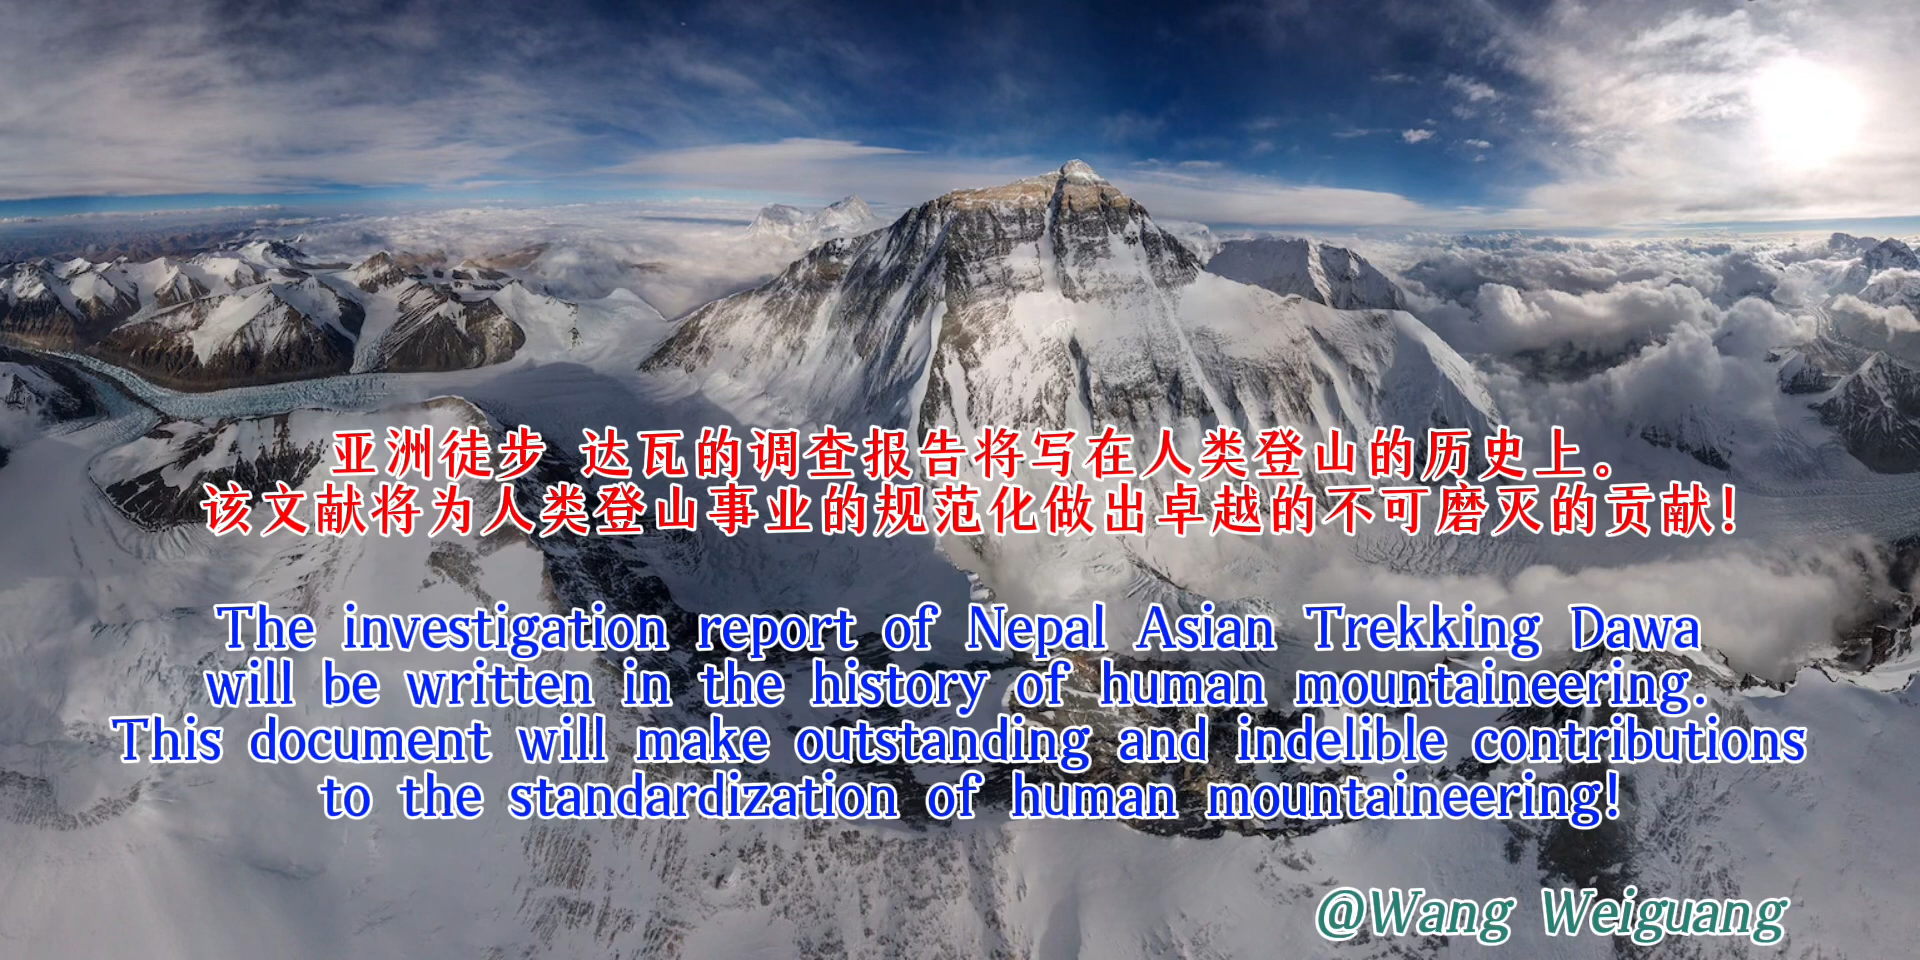 亚洲徒步 达瓦的调查报告将写在人类登山的历史上。
该文献将为人类登山事业的规范化做出卓越的不可磨灭的贡献！
The investigation report of Nepal Asian Trekking Dawa
will be written in the history of human mountaineering.
This document will make outstanding and indelible contributions
to the standardization of human mountaineering!
@Wang Weiguang